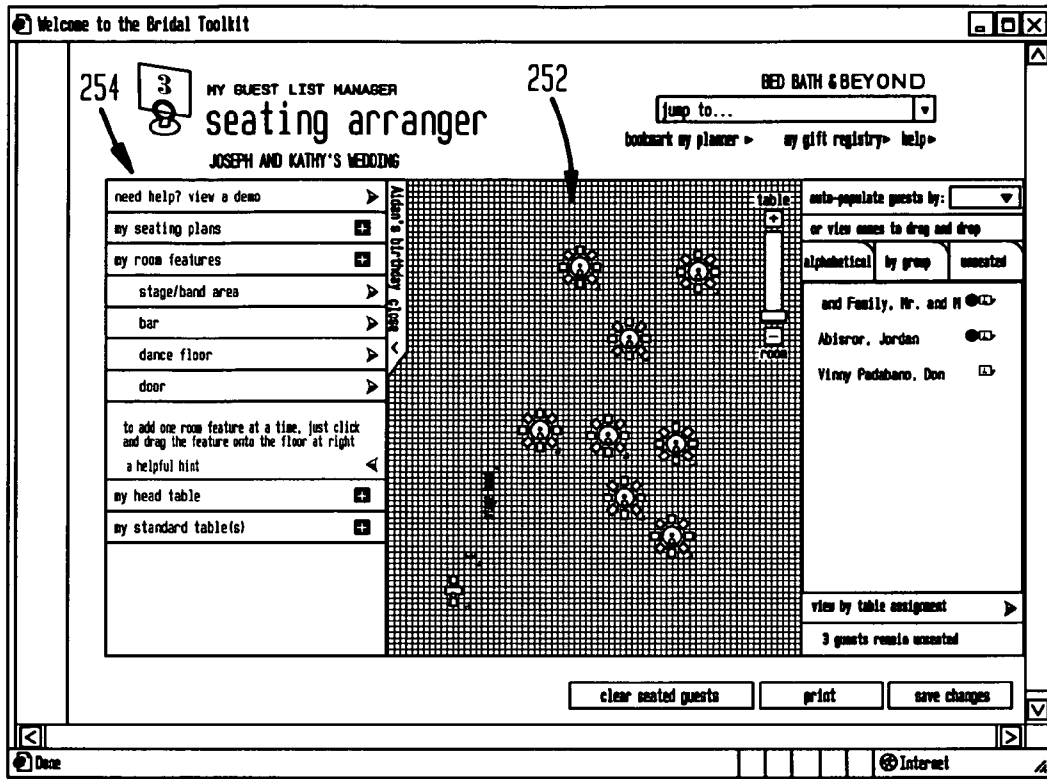 Welcome to the Bridal Toolkit
254
3
MY GUEST LIST MANAGER
seating arranger
JOSEPH AND KATHY'S WEDDING
252
BED BATH & BEYOND
jump to...
bookmark my planner
my gift registry
help
need help? view a demo
my seating plans
my room features
stage/band area
bar
dance floor
door
to add one room feature at a time, just click
and drag the feature onto the floor at right
a helpful hint
my head table
my standard table(s)
Aidan's birthday close
table
room
auto-populate guests by:
or view names to drag and drop
alphabetical
by group
unseated
and Family, Mr. and M
Abisror, Jordan
Vinny Padabano, Don
view by table assignment
3 guests remain unseated
clear seated guests
print
save changes
Done
Internet